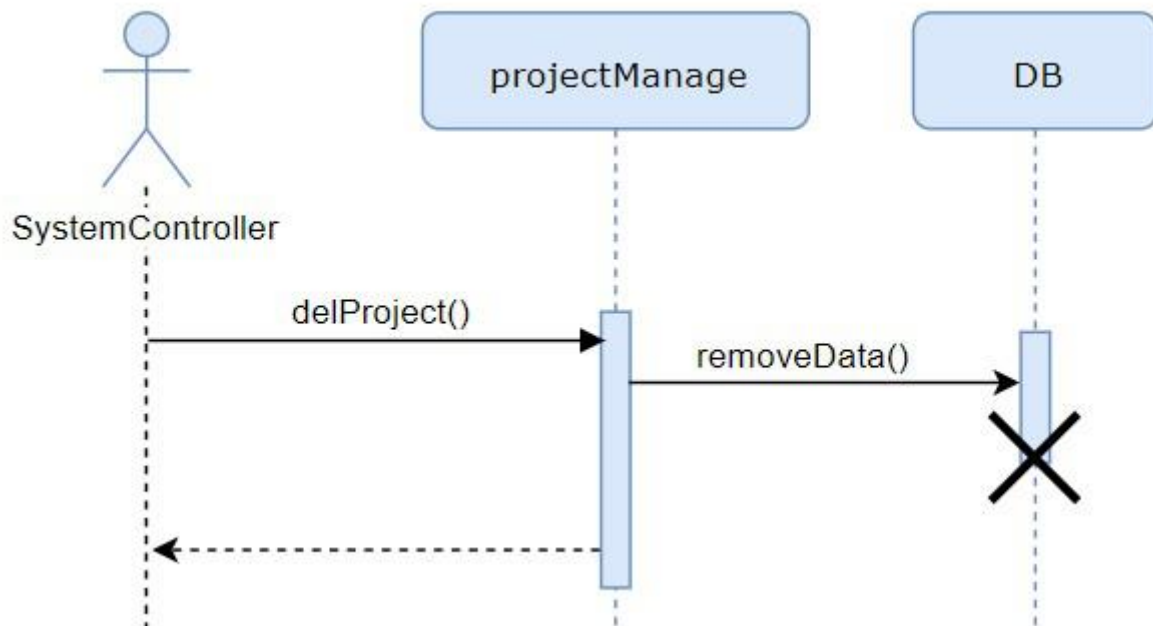 projectManage
DB
SystemController
delProject()
removeData()